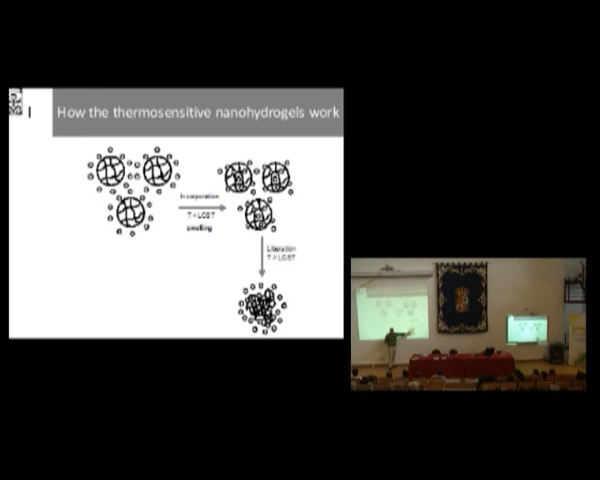 How the thermosensitive nanohydrogels work
Incorporation
T<LCST
swelling
Liberation
T>LCST